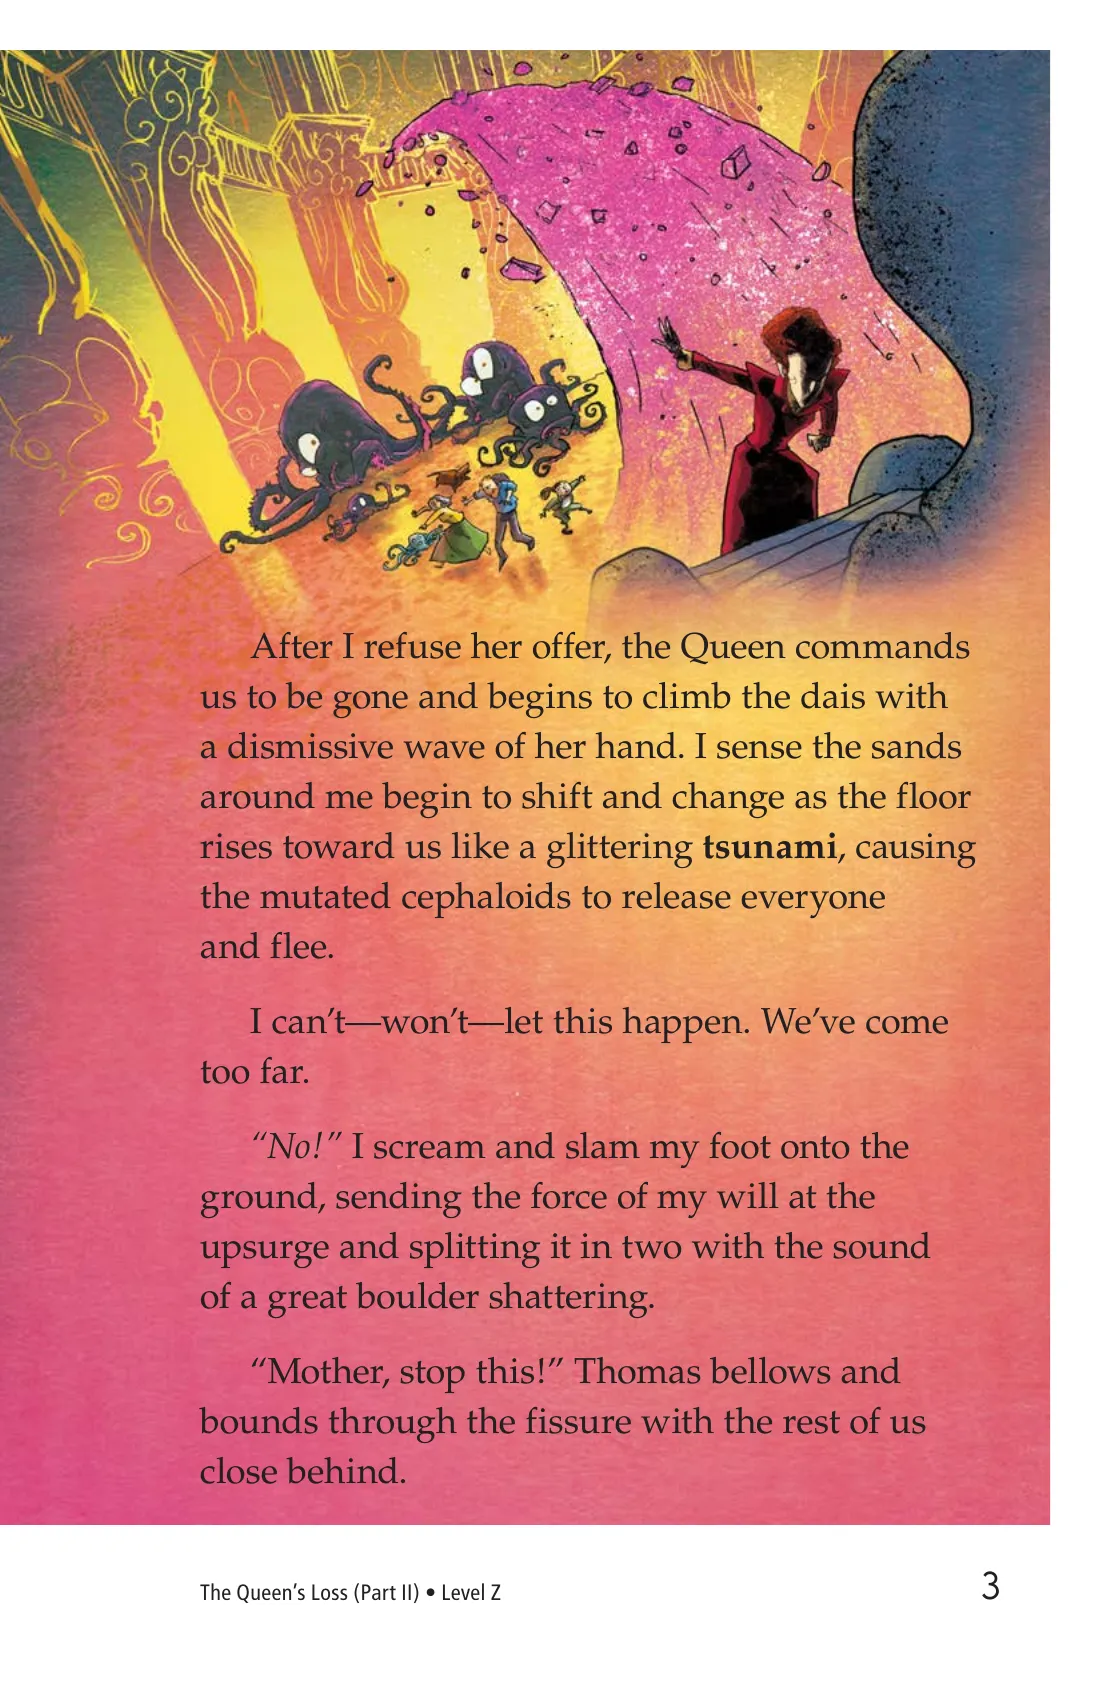 After I refuse her offer, the Queen commands
us to be gone and begins to climb the dais with
a dismissive wave of her hand. I sense the sands
around me begin to shift and change as the floor
rises toward us like a glittering tsunami, causing
the mutated cephaloids to release everyone
and flee.
I can’t—won’t—let this happen. We’ve come
too far.
“No!” I scream and slam my foot onto the
ground, sending the force of my will at the
upsurge and splitting it in two with the sound
of a great boulder shattering.
“Mother, stop this!” Thomas bellows and
bounds through the fissure with the rest of us
close behind.
The Queen’s Loss (Part II) • Level Z
3